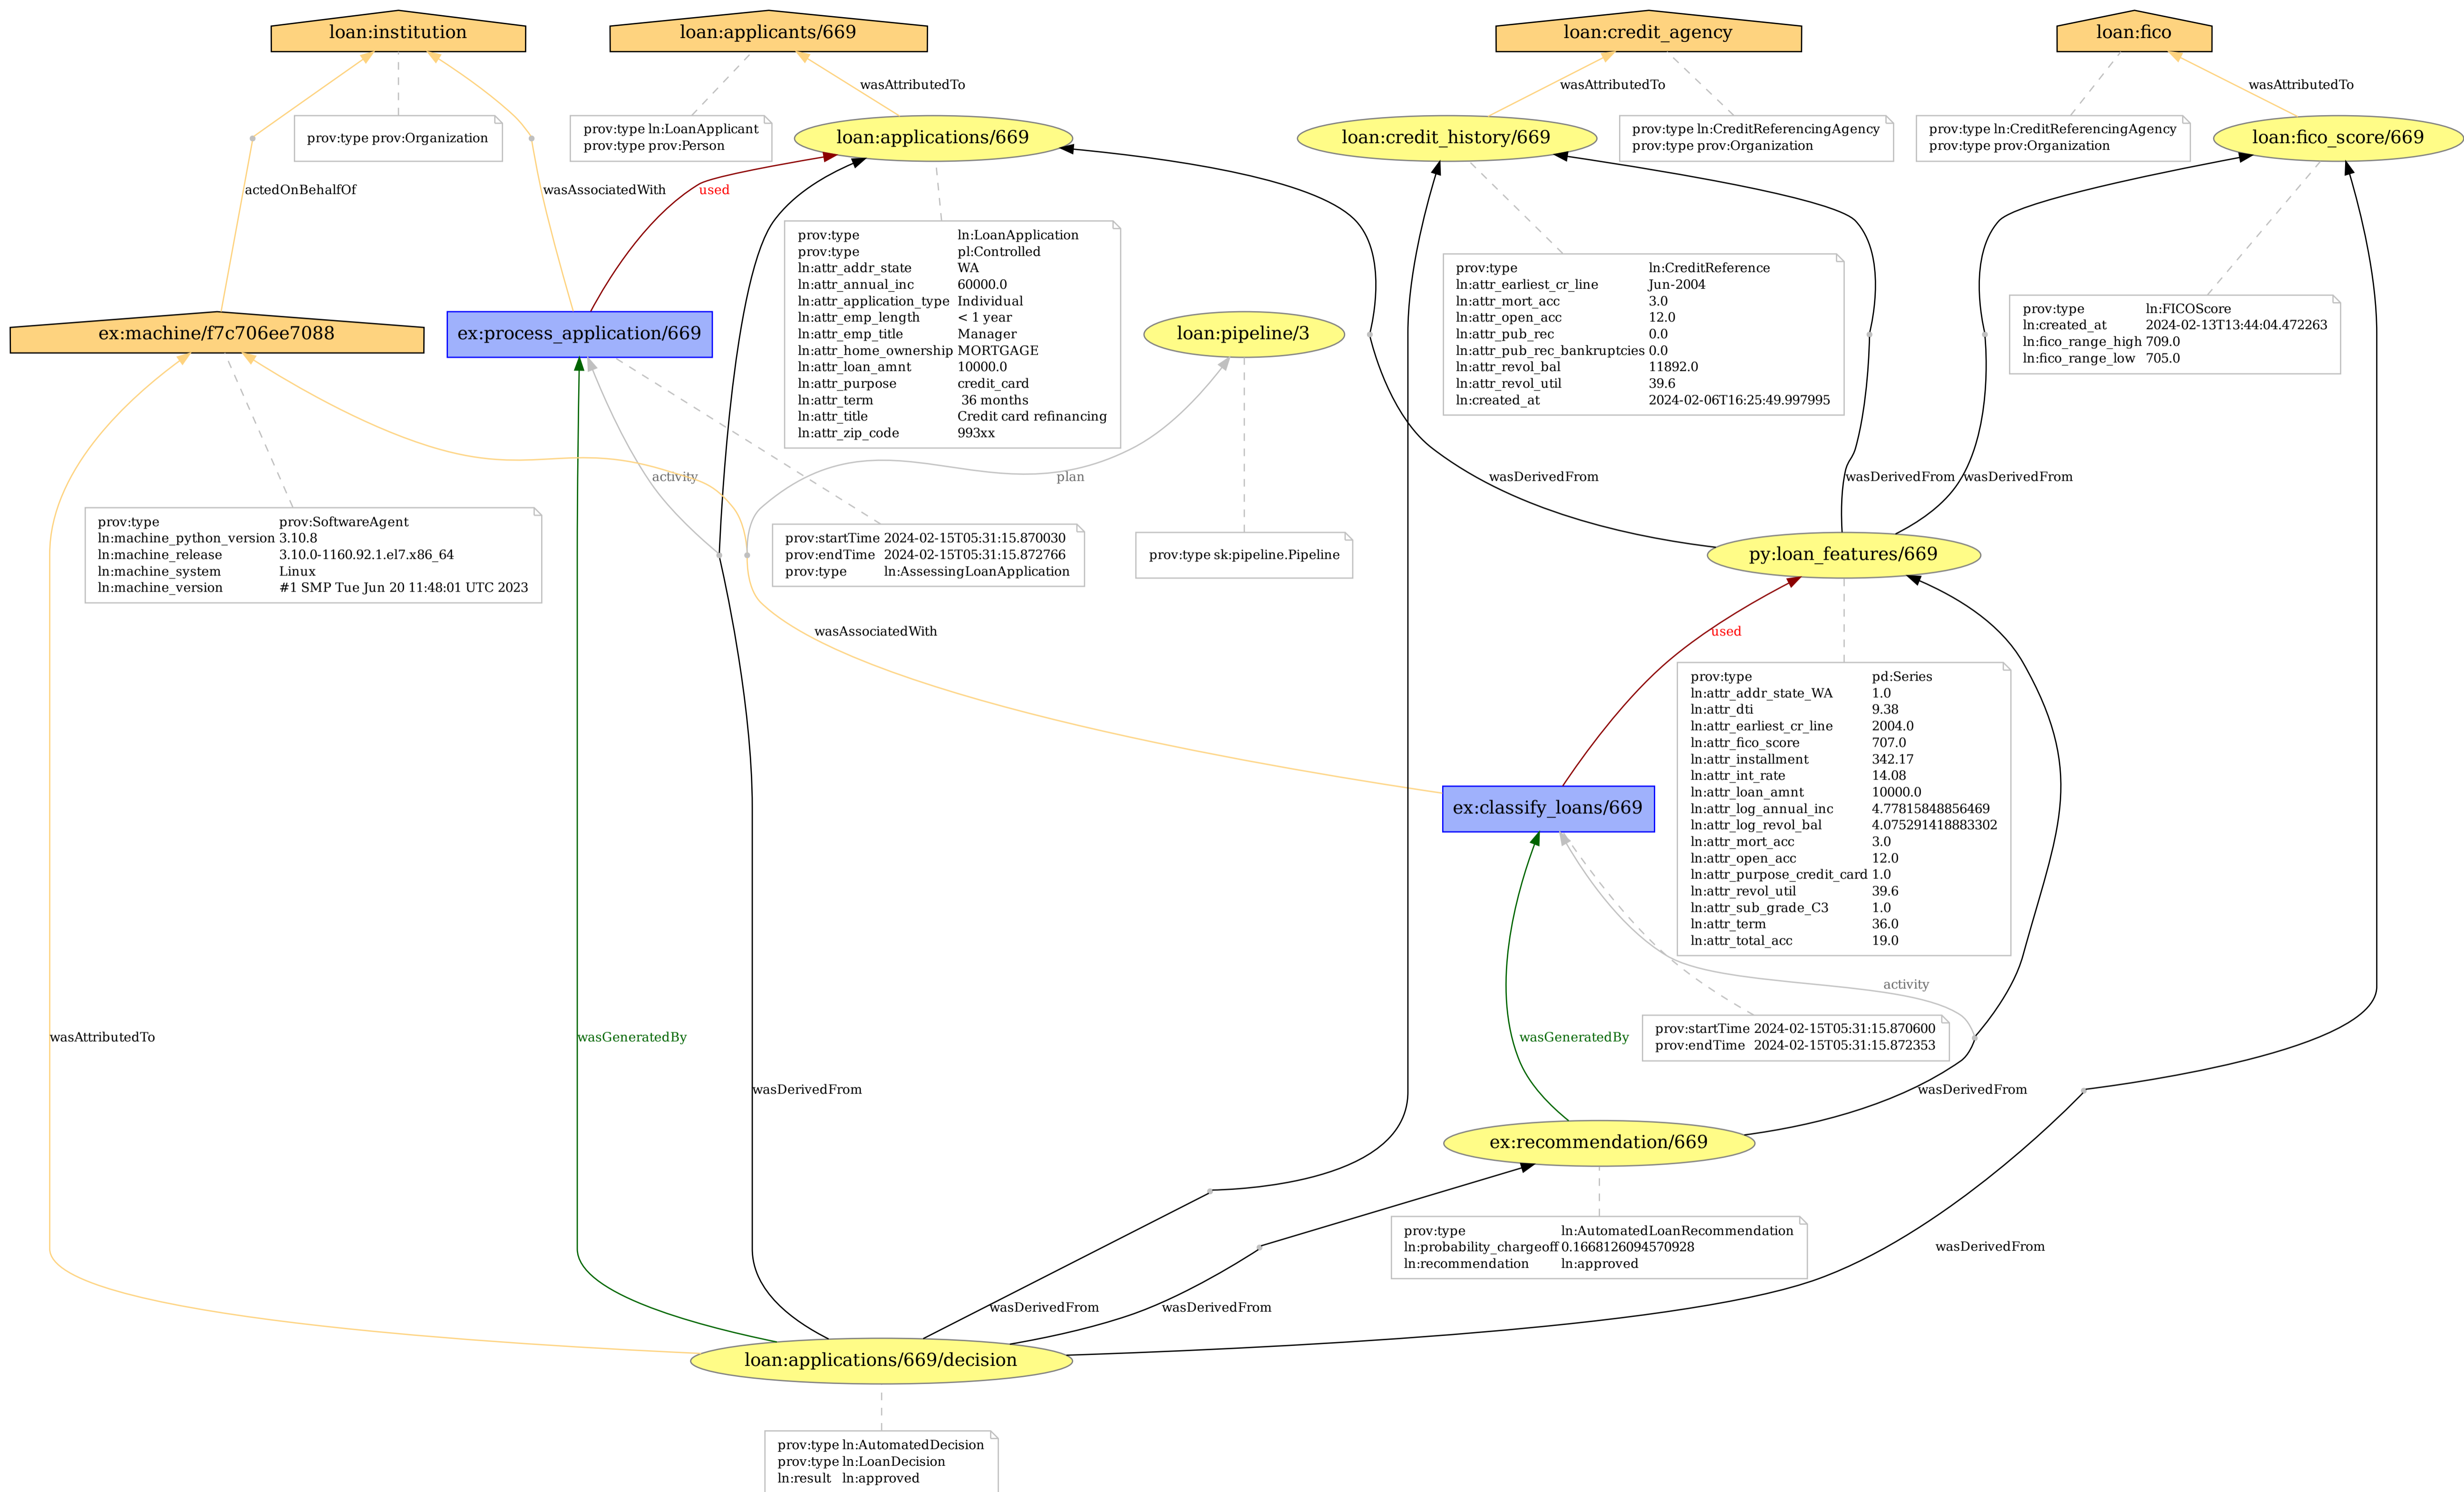 loan:institution
loan:applicants/669
loan:credit_agency
loan:fico
wasAttributedTo
wasAttributedTo
wasAttributedTo
prov:type prov:Organization
prov:type ln:LoanApplicant
prov:type prov:Person
loan:applications/669
loan:credit_history/669
prov:type ln:CreditReferencingAgency
prov:type prov:Organization
prov:type ln:CreditReferencingAgency
prov:type prov:Organization
loan:fico_score/669
actedOnBehalfOf
wasAssociatedWith
used
prov:type ln:LoanApplication
prov:type pl:Controlled
ln:attr_addr_state WA
ln:attr_annual_inc 60000.0
ln:attr_application_type Individual
ln:attr_emp_length < 1 year
ln:attr_emp_title Manager
ln:attr_home_ownership MORTGAGE
ln:attr_loan_amnt 10000.0
ln:attr_purpose credit_card
ln:attr_term 36 months
ln:attr_title Credit card refinancing
ln:attr_zip_code 993xx
prov:type ln:CreditReference
ln:attr_earliest_cr_line Jun-2004
ln:attr_mort_acc 3.0
ln:attr_open_acc 12.0
ln:attr_pub_rec 0.0
ln:attr_pub_rec_bankruptcies 0.0
ln:attr_revol_bal 11892.0
ln:attr_revol_util 39.6
ln:created_at 2024-02-06T16:25:49.997995
prov:type ln:FICOScore
ln:created_at 2024-02-13T13:44:04.472263
ln:fico_range_high 709.0
ln:fico_range_low 705.0
ex:machine/f7c706ee7088
ex:process_application/669
loan:pipeline/3
activity
plan
wasDerivedFrom
wasDerivedFrom
wasDerivedFrom
prov:type prov:SoftwareAgent
ln:machine_python_version 3.10.8
ln:machine_release 3.10.0-1160.92.1.el7.x86_64
ln:machine_system Linux
ln:machine_version #1 SMP Tue Jun 20 11:48:01 UTC 2023
prov:startTime 2024-02-15T05:31:15.870030
prov:endTime 2024-02-15T05:31:15.872766
prov:type ln:AssessingLoanApplication
prov:type sk:pipeline.Pipeline
py:loan_features/669
wasAssociatedWith
used
prov:type pd:Series
ln:attr_addr_state_WA 1.0
ln:attr_dti 9.38
ln:attr_earliest_cr_line 2004.0
ln:attr_fico_score 707.0
ln:attr_installment 342.17
ln:attr_int_rate 14.08
ln:attr_loan_amnt 10000.0
ln:attr_log_annual_inc 4.77815848856469
ln:attr_log_revol_bal 4.075291418883302
ln:attr_mort_acc 3.0
ln:attr_open_acc 12.0
ln:attr_purpose_credit_card 1.0
ln:attr_revol_util 39.6
ln:attr_sub_grade_C3 1.0
ln:attr_term 36.0
ln:attr_total_acc 19.0
ex:classify_loans/669
activity
wasAttributedTo
wasGeneratedBy
wasGeneratedBy
prov:startTime 2024-02-15T05:31:15.870600
prov:endTime 2024-02-15T05:31:15.872353
wasDerivedFrom
wasDerivedFrom
ex:recommendation/669
prov:type ln:AutomatedLoanRecommendation
ln:probability_chargeoff 0.1668126094570928
ln:recommendation ln:approved
wasDerivedFrom
wasDerivedFrom
wasDerivedFrom
loan:applications/669/decision
prov:type ln:AutomatedDecision
prov:type ln:LoanDecision
ln:result ln:approved